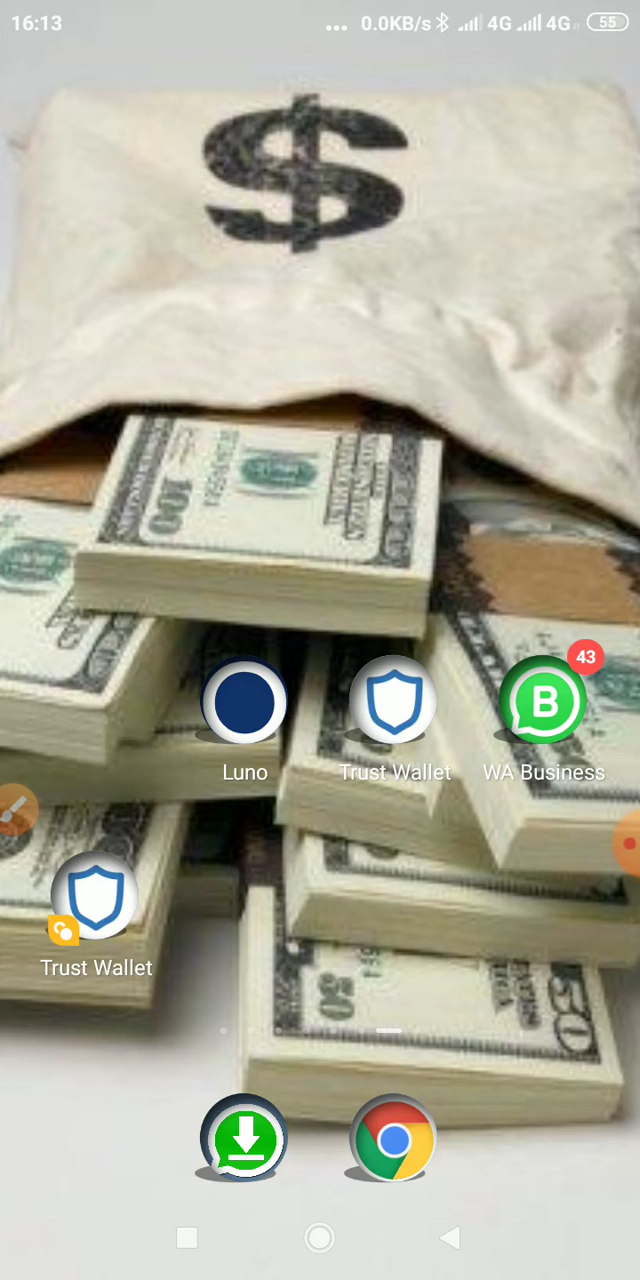 16:13 ... 0.0KB/s 4G 4G 55
$
100
43
Luno Trust Wallet WA Business
B
Trust Wallet
50
50